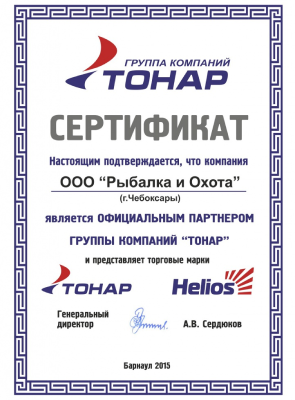 ГРУППА КОМПАНИЙ
ТОНАР
СЕРТИФИКАТ
Настоящим подтверждается, что компания
ООО “Рыбалка и Охота”
(г.Чебоксары)
является ОФИЦИАЛЬНЫМ ПАРТНЕРОМ
ГРУППЫ КОМПАНИЙ “ТОНАР”
и представляет торговые марки
ТОНАР Helios
Генеральный директор А.В. Сердюков
Барнаул 2015